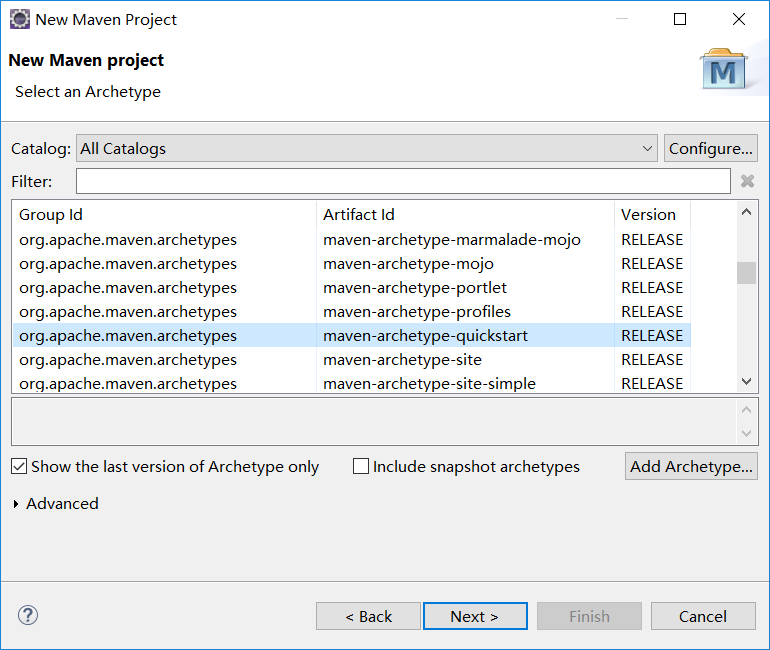 New Maven Project
New Maven project
Select an Archetype
M
Catalog: All Catalogs Configure...
Filter:
Group Id Artifact Id Version
org.apache.maven.archetypes maven-archetype-marmalade-mojo RELEASE
org.apache.maven.archetypes maven-archetype-mojo RELEASE
org.apache.maven.archetypes maven-archetype-portlet RELEASE
org.apache.maven.archetypes maven-archetype-profiles RELEASE
org.apache.maven.archetypes maven-archetype-quickstart RELEASE
org.apache.maven.archetypes maven-archetype-site RELEASE
org.apache.maven.archetypes maven-archetype-site-simple RELEASE
Show the last version of Archetype only Include snapshot archetypes Add Archetype...
Advanced
? < Back Next > Finish Cancel